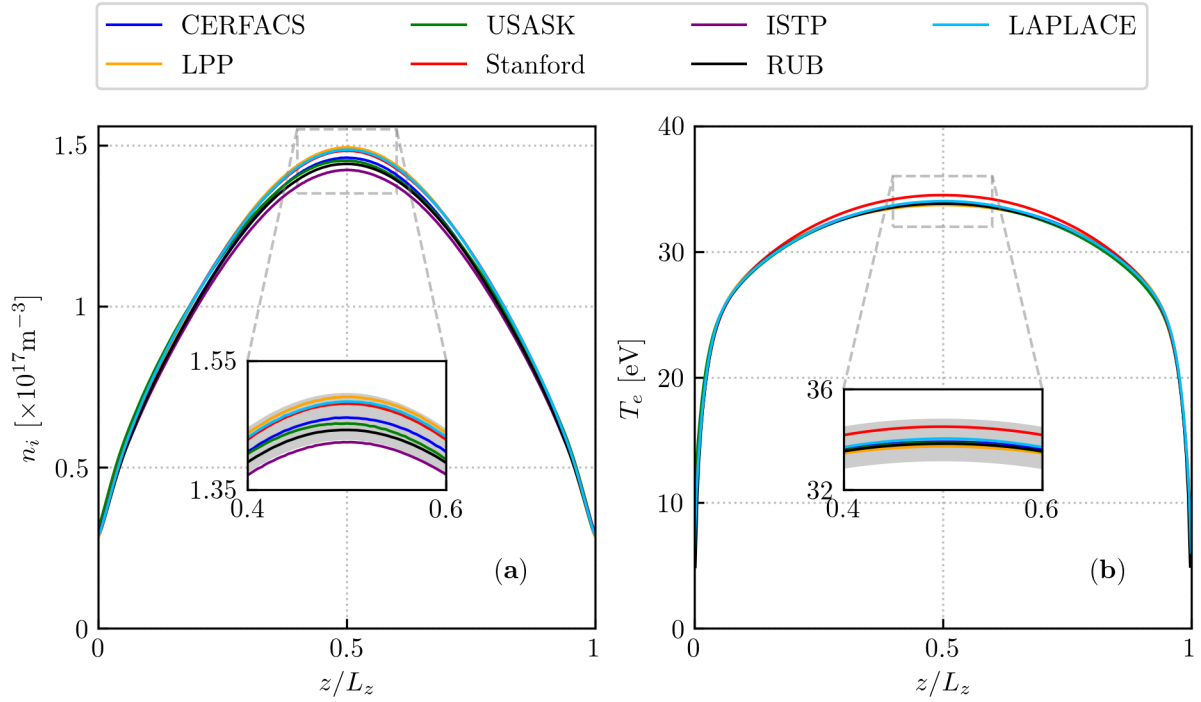 CERFACS USASK ISTP LAPLACE
LPP Stanford RUB
1.5
1
0.5
0
n_i [×10^17 m^−3]
1.55
1.35
0.4 0.6
(a)
0 0.5 1
z/L_z
40
30
20
10
0
T_e [eV]
36
32
0.4 0.6
(b)
0 0.5 1
z/L_z